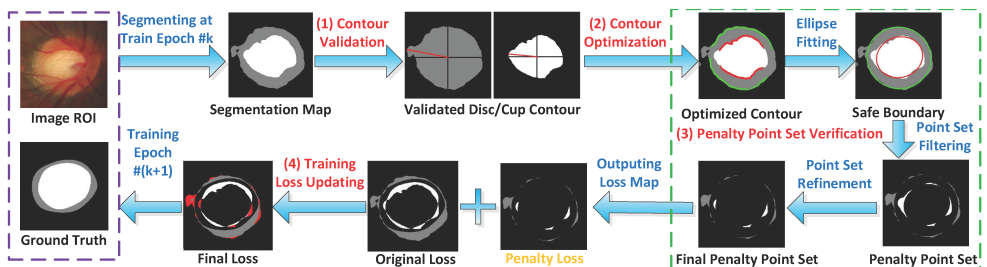 Segmenting at
Train Epoch #k
(1) Contour
Validation
(2) Contour
Optimization
Ellipse
Fitting
Image ROI
Segmentation Map
Validated Disc/Cup Contour
Optimized Contour
Safe Boundary
(3) Penalty Point Set Verification
Point Set
Filtering
Training
Epoch
#(k+1)
(4) Training
Loss Updating
Outputing
Loss Map
Point Set
Refinement
Ground Truth
Final Loss
Original Loss
Penalty Loss
Final Penalty Point Set
Penalty Point Set